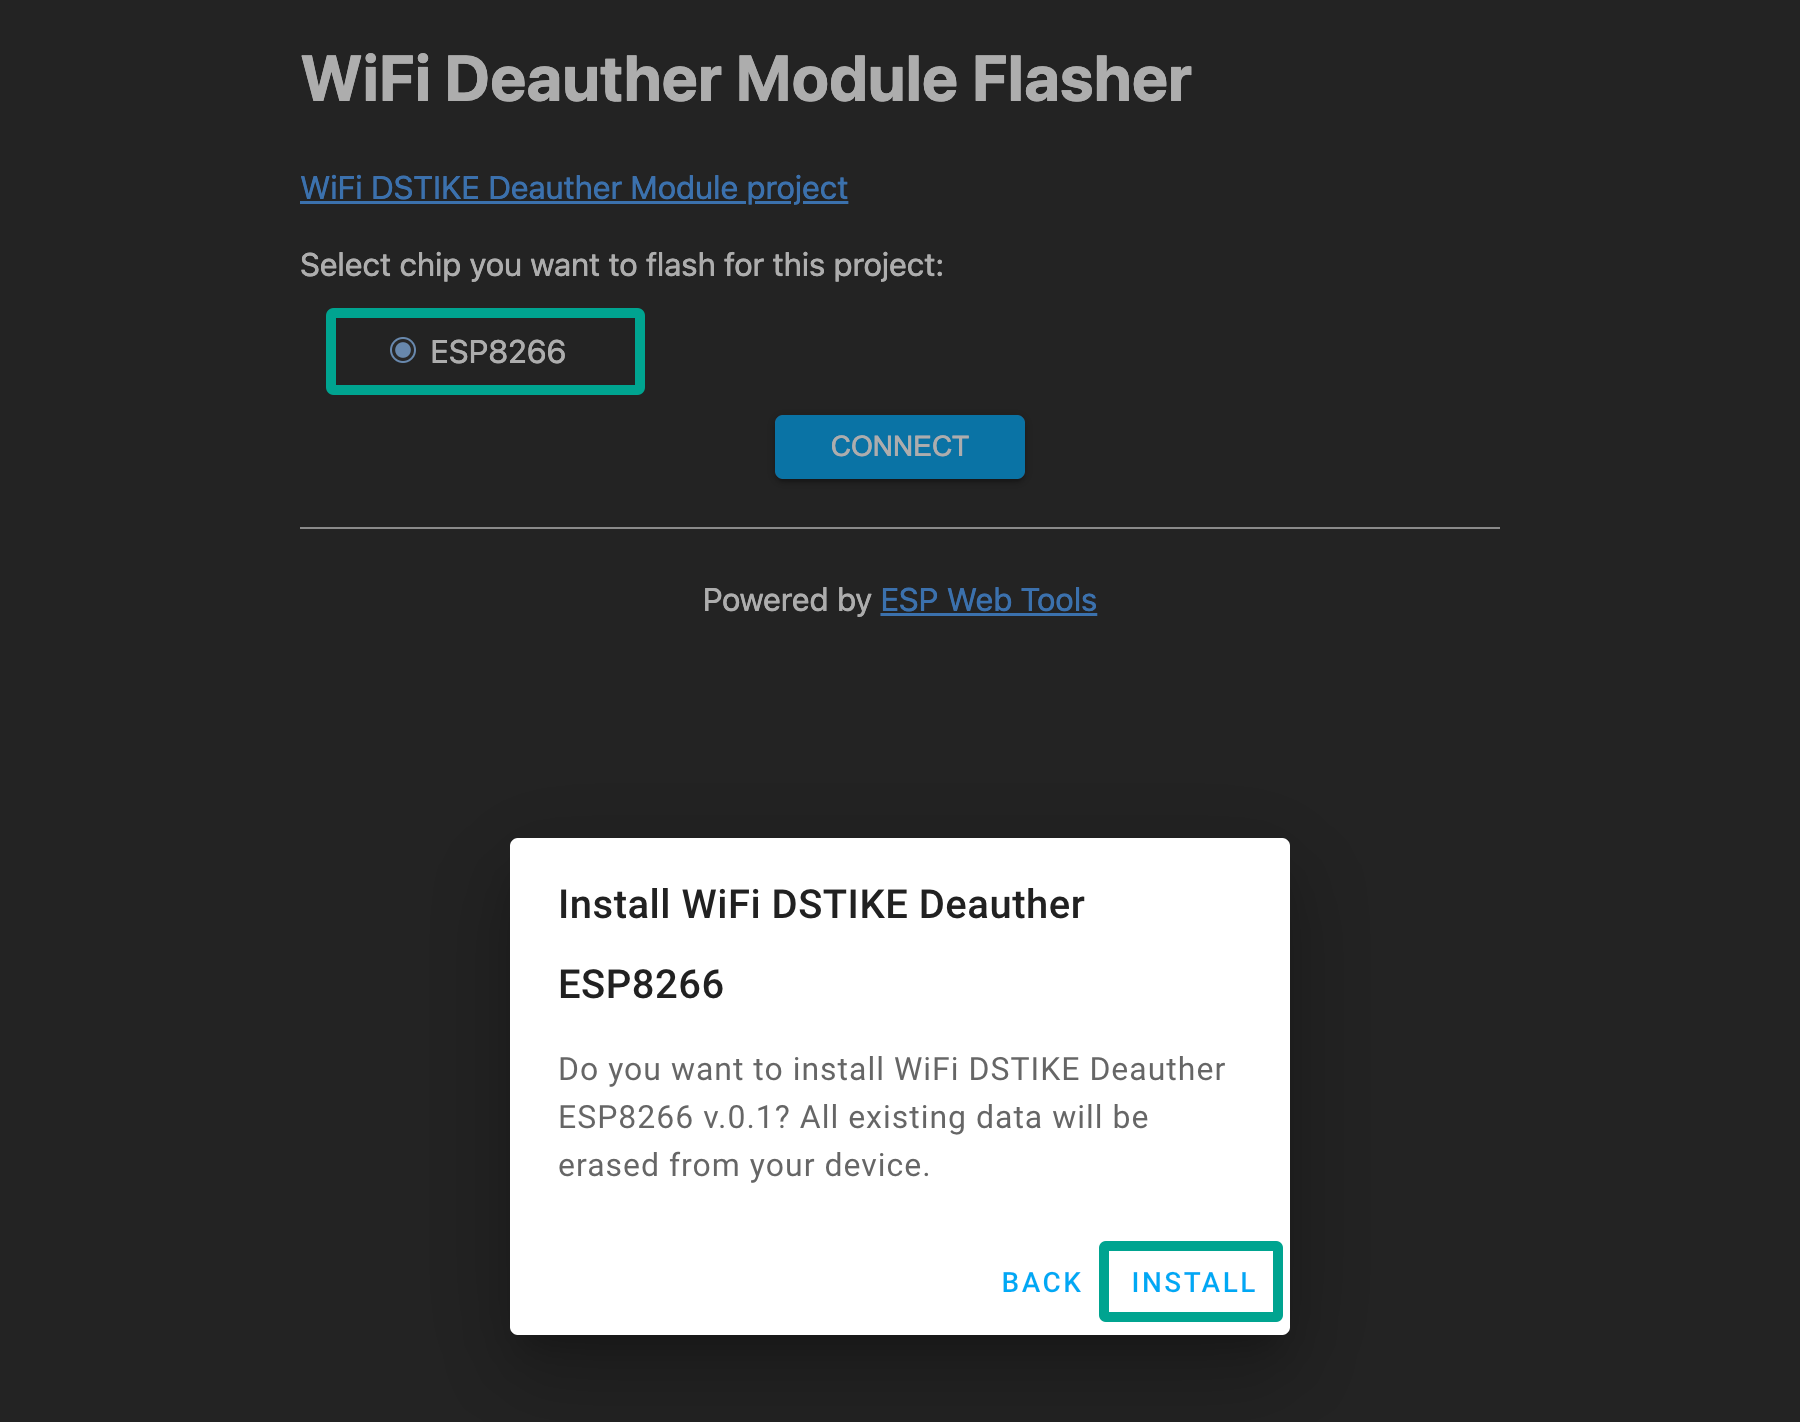 WiFi Deauther Module Flasher
WiFi DSTIKE Deauther Module project
Select chip you want to flash for this project:
ESP8266
CONNECT
Powered by ESP Web Tools
Install WiFi DSTIKE Deauther
ESP8266
Do you want to install WiFi DSTIKE Deauther
ESP8266 v.0.1? All existing data will be
erased from your device.
BACK INSTALL